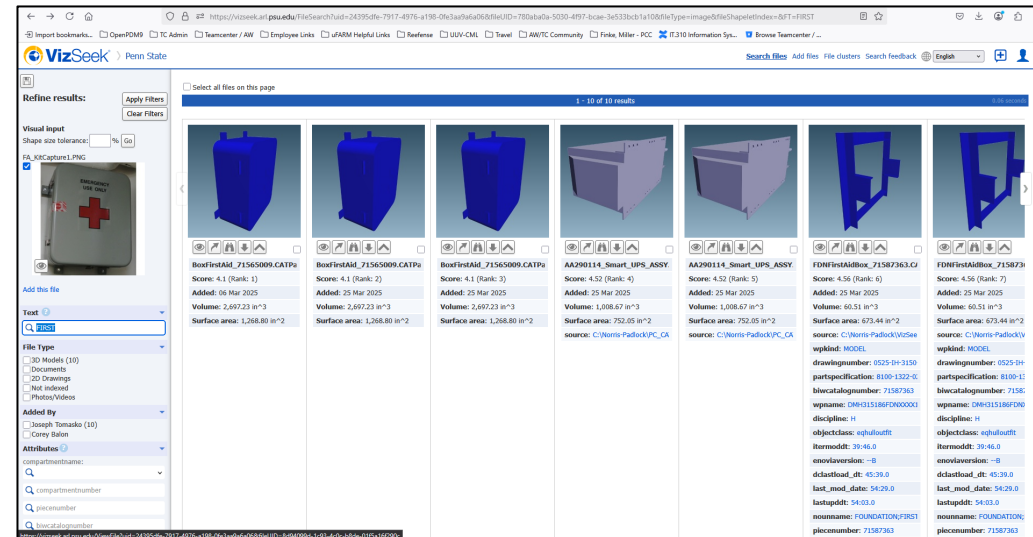 https://vizseek.arl.psu.edu/FileSearch?uid=24395dfe-7917-4976-a198-0fe3aa9a6a06&fileUID=780aba0a-5030-4f97-bcae-3e533bcb1a10&fileType=image&fileShapeletIndex=&FT=FIRST
Import bookmarks... OpenPDM9 TC Admin Teamcenter / AW Employee Links uFARM Helpful Links Reefense UUV-CML Travel AW/TC Community Finke, Miller - PCC IT.310 Information Sys... Browse Teamcenter / ...
VizSeek Penn State
Search files Add files File clusters Search feedback English
Refine results:
Apply Filters
Clear Filters
Visual input
Shape size tolerance: % Go
FA_KitCapture1.PNG
EMERGENCY
USE ONLY
Add this file
Text
FIRST
File Type
3D Models (10)
Documents
2D Drawings
Not indexed
Photos/Videos
Added By
Joseph Tomasko (10)
Corey Balon
Attributes
compartmentname:
compartmentnumber
piecenumber
biwcatalognumber
Select all files on this page
1 - 10 of 10 results
BoxFirstAid_71565009.CATPa
Score: 4.1 (Rank: 1)
Added: 06 Mar 2025
Volume: 2,697.23 in^3
Surface area: 1,268.80 in^2
BoxFirstAid_71565009.CATPa
Score: 4.1 (Rank: 2)
Added: 25 Mar 2025
Volume: 2,697.23 in^3
Surface area: 1,268.80 in^2
BoxFirstAid_71565009.CATPa
Score: 4.1 (Rank: 3)
Added: 25 Mar 2025
Volume: 2,697.23 in^3
Surface area: 1,268.80 in^2
AA290114_Smart_UPS_ASSY.
Score: 4.52 (Rank: 4)
Added: 25 Mar 2025
Volume: 1,008.67 in^3
Surface area: 752.05 in^2
source: C:\Norris-Padlock\PC_CA
AA290114_Smart_UPS_ASSY.
Score: 4.52 (Rank: 5)
Added: 25 Mar 2025
Volume: 1,008.67 in^3
Surface area: 752.05 in^2
source: C:\Norris-Padlock\PC_CA
FDNFirstAidBox_71587363.C/
Score: 4.56 (Rank: 6)
Added: 25 Mar 2025
Volume: 60.51 in^3
Surface area: 673.44 in^2
source: C:\Norris-Padlock\VizSee
wpkind: MODEL
drawingnumber: 0525-IH-3150
partspecification: 8100-1322-0
biwcatalognumber: 71587363
wpname: DMH315186FDNXXXX1
discipline: H
objectclass: eqhulloutfit
itermoddt: 39:46.0
enoviaversion: --B
dclastload_dt: 45:39.0
last_mod_date: 54:29.0
lastupddt: 54:03.0
nounname: FOUNDATION;FIRST
piecenumber: 71587363
FDNFirstAidBox_7158736
Score: 4.56 (Rank: 7)
Added: 25 Mar 2025
Volume: 60.51 in^3
Surface area: 673.44 in^2
source: C:\Norris-Padlock\V
wpkind: MODEL
drawingnumber: 0525-IH-
partspecification: 8100-13
biwcatalognumber: 7158
wpname: DMH315186FDN
discipline: H
objectclass: eqhulloutfit
itermoddt: 39:46.0
enoviaversion: --B
dclastload_dt: 45:39.0
last_mod_date: 54:29.0
lastupddt: 54:03.0
nounname: FOUNDATION;
piecenumber: 71587363